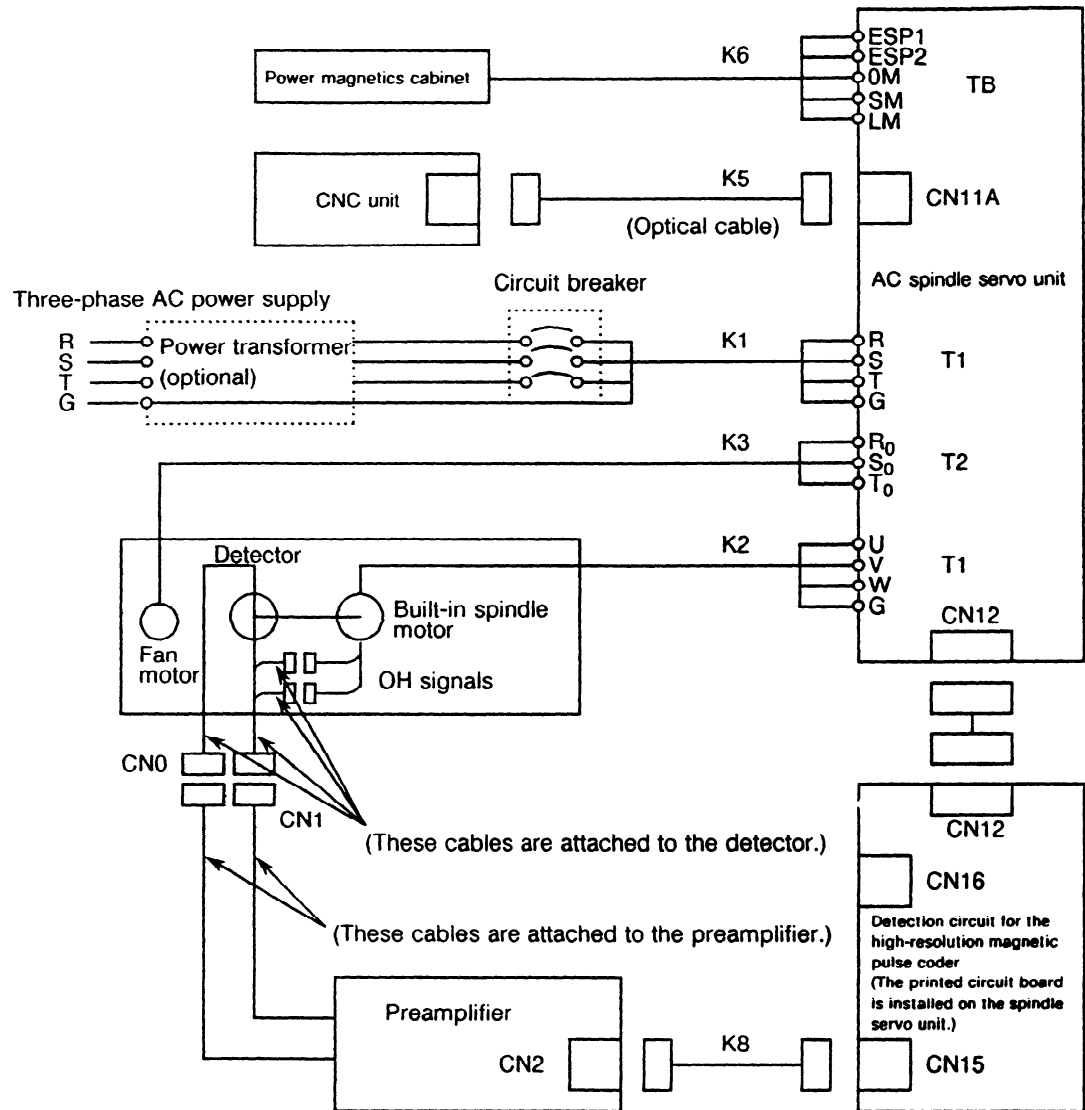 ESP1
ESP2
0M
SM
LM
TB
K6
Power magnetics cabinet
CNC unit
K5
(Optical cable)
CN11A
AC spindle servo unit
Circuit breaker
Three-phase AC power supply
R
S
T
G
Power transformer
(optional)
K1
R
S
T
G
T1
K3
R0
S0
T0
T2
K2
U
V
W
G
T1
CN12
Detector
Built-in spindle
motor
Fan
motor
OH signals
CN0
CN1
(These cables are attached to the detector.)
CN12
CN16
(These cables are attached to the preamplifier.)
Detection circuit for the
high-resolution magnetic
pulse coder
(The printed circuit board
is installed on the spindle
servo unit.)
Preamplifier
CN2
K8
CN15